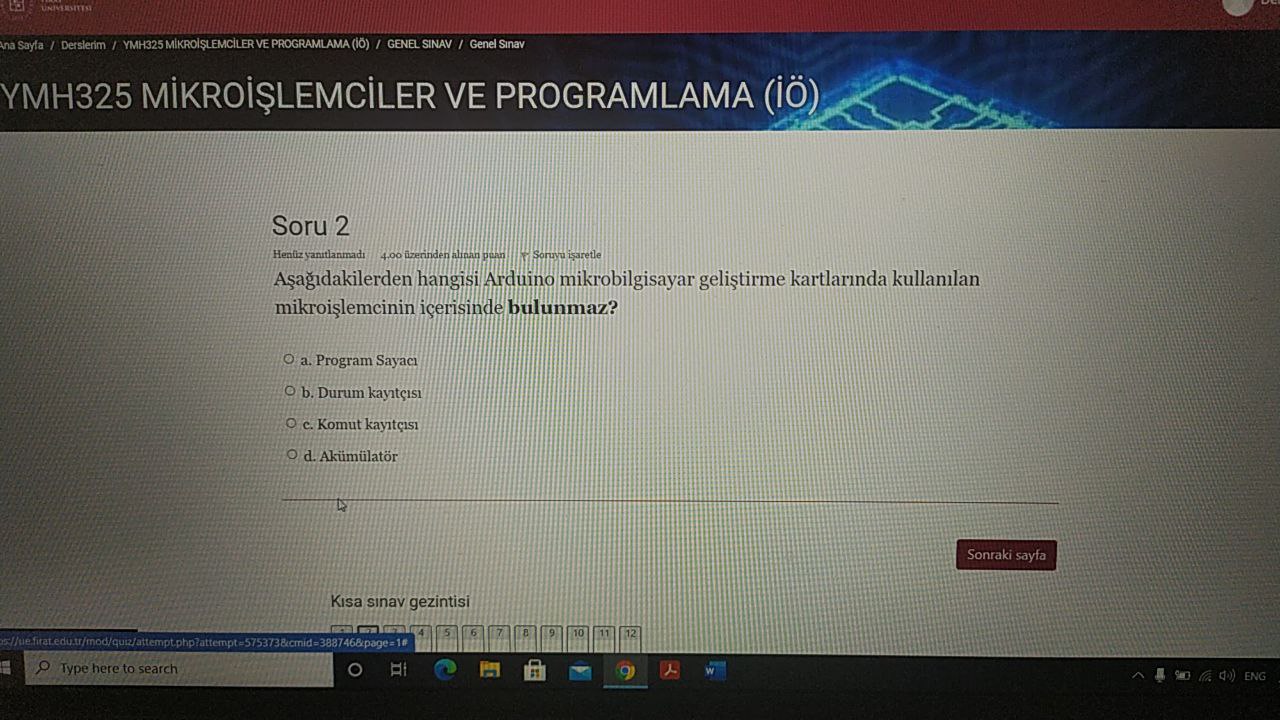 ÜNİVERSİTESİ
Ana Sayfa / Derslerim / YMH325 MİKROİŞLEMCİLER VE PROGRAMLAMA (İÖ) / GENEL SINAV / Genel Sınav
YMH325 MİKROİŞLEMCİLER VE PROGRAMLAMA (İÖ)
Soru 2
Henüz yanıtlanmadı 4.00 üzerinden alınan puan Soruyu işaretle
Aşağıdakilerden hangisi Arduino mikrobilgisayar geliştirme kartlarında kullanılan
mikroişlemcinin içerisinde bulunmaz?
a. Program Sayacı
b. Durum kayıtçısı
c. Komut kayıtçısı
d. Akümülatör
Sonraki sayfa
Kısa sınav gezintisi
4 5 6 7 8 9 10 11 12
ps://ue.firat.edu.tr/mod/quiz/attempt.php?attempt=575373&cmid=388746&page=1#
Type here to search
W
ENG